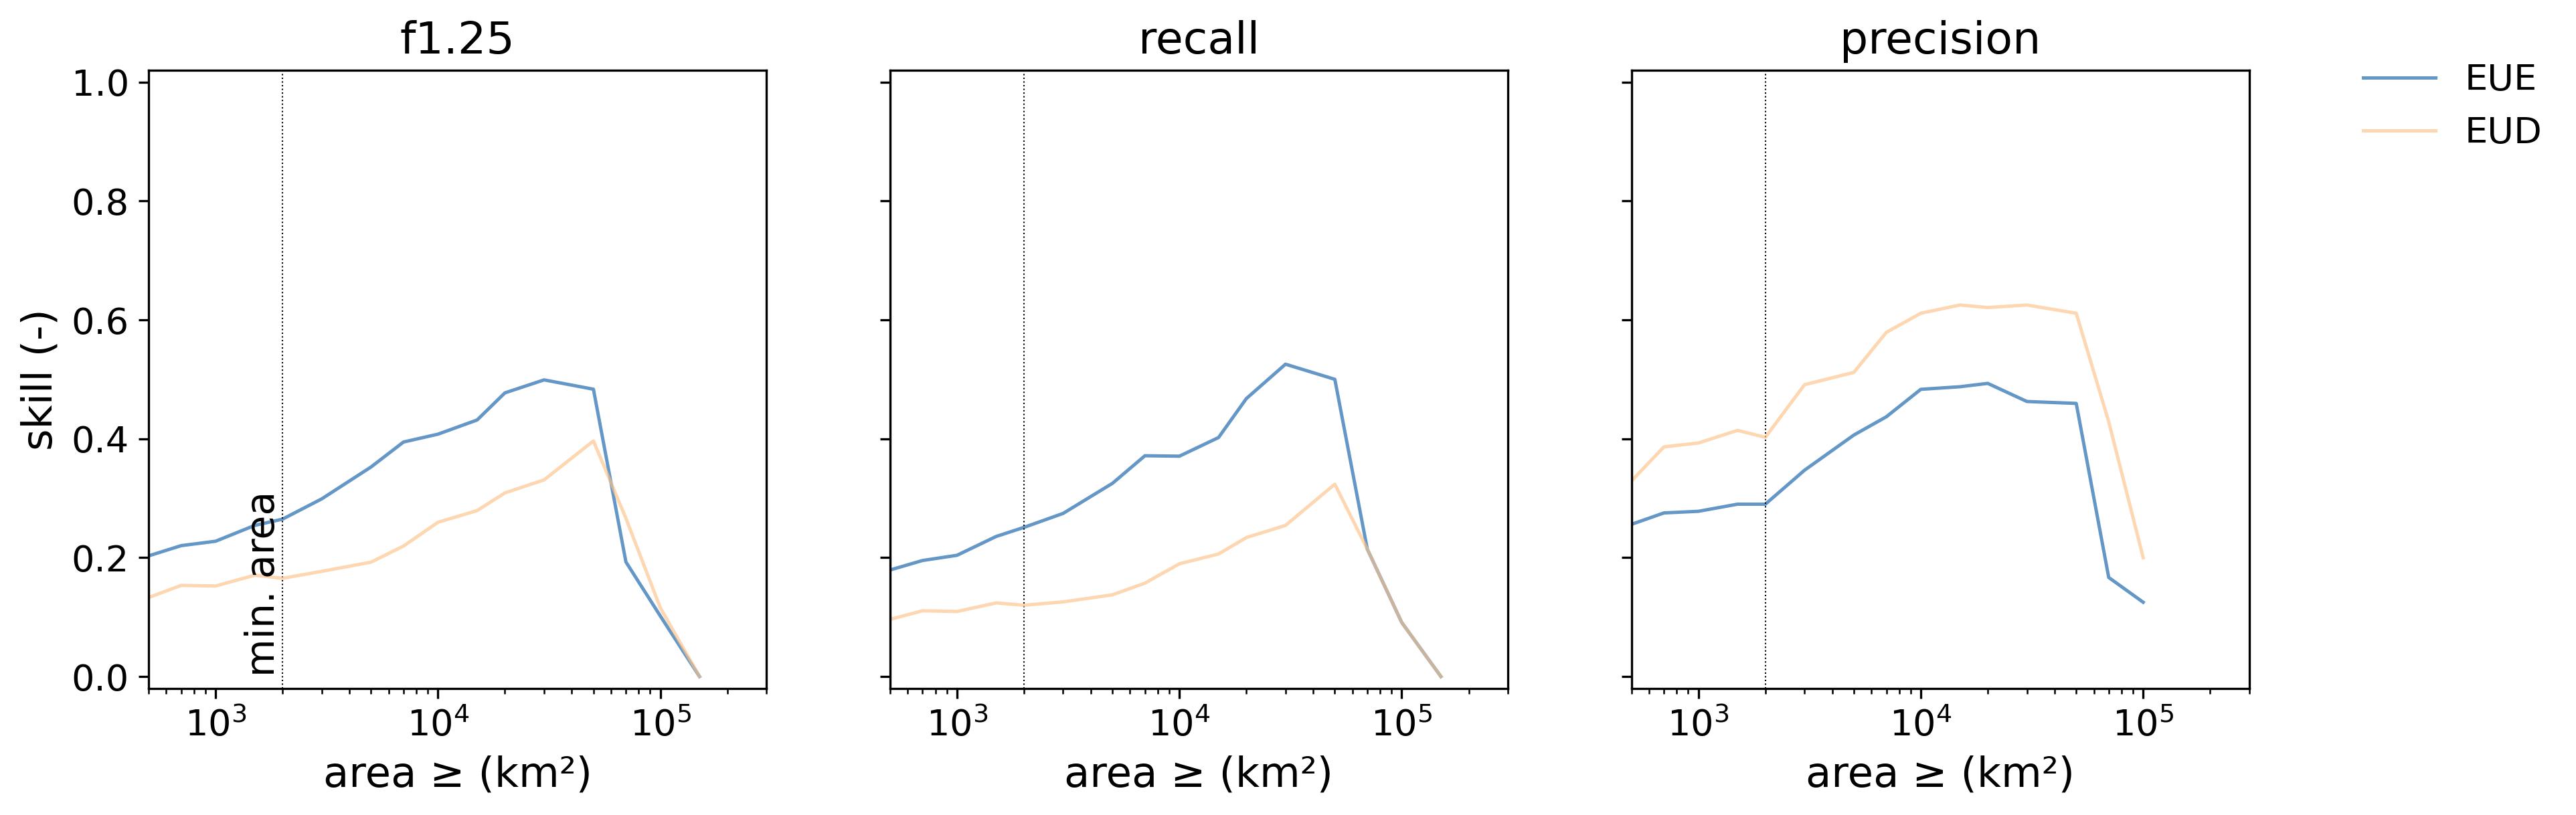 f1.25
recall
precision
EUE
EUD
skill (-)
1.0
0.8
0.6
0.4
0.2
0.0
min. area
10³
10⁴
10⁵
10³
10⁴
10⁵
10³
10⁴
10⁵
area ≥ (km²)
area ≥ (km²)
area ≥ (km²)